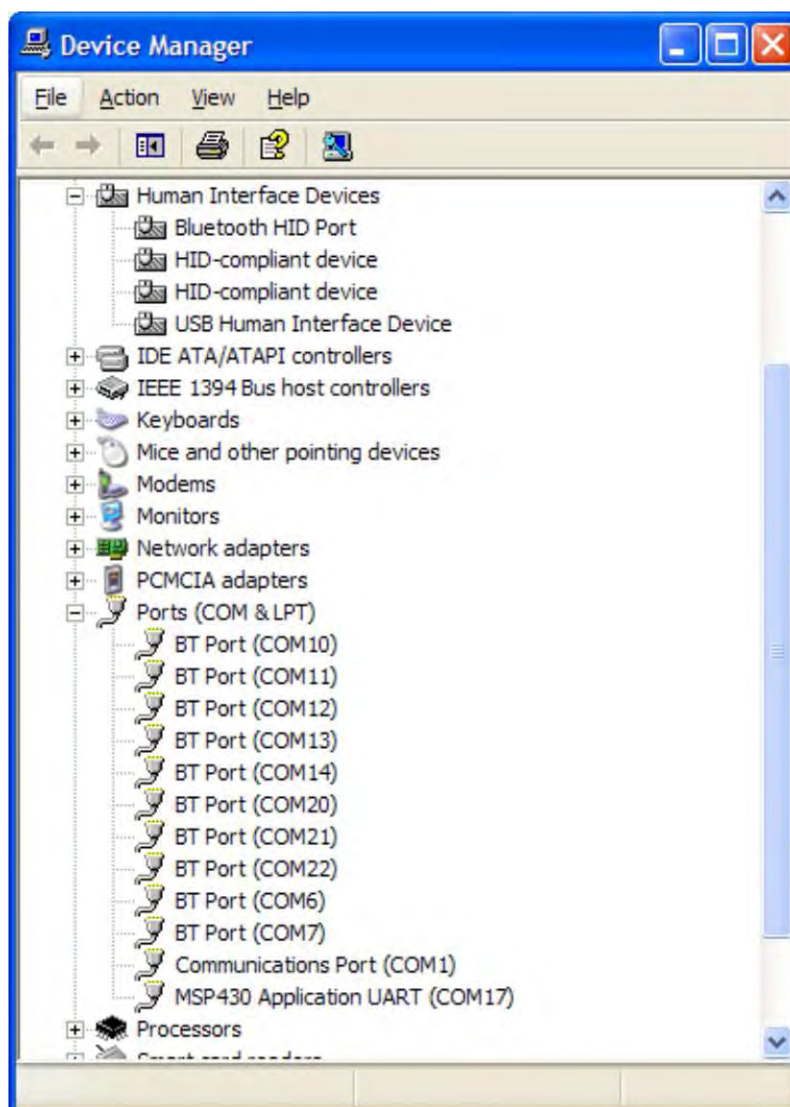 Device Manager
File Action View Help
Human Interface Devices
Bluetooth HID Port
HID-compliant device
HID-compliant device
USB Human Interface Device
IDE ATA/ATAPI controllers
IEEE 1394 Bus host controllers
Keyboards
Mice and other pointing devices
Modems
Monitors
Network adapters
PCMCIA adapters
Ports (COM & LPT)
BT Port (COM10)
BT Port (COM11)
BT Port (COM12)
BT Port (COM13)
BT Port (COM14)
BT Port (COM20)
BT Port (COM21)
BT Port (COM22)
BT Port (COM6)
BT Port (COM7)
Communications Port (COM1)
MSP430 Application UART (COM17)
Processors
Smart card readers